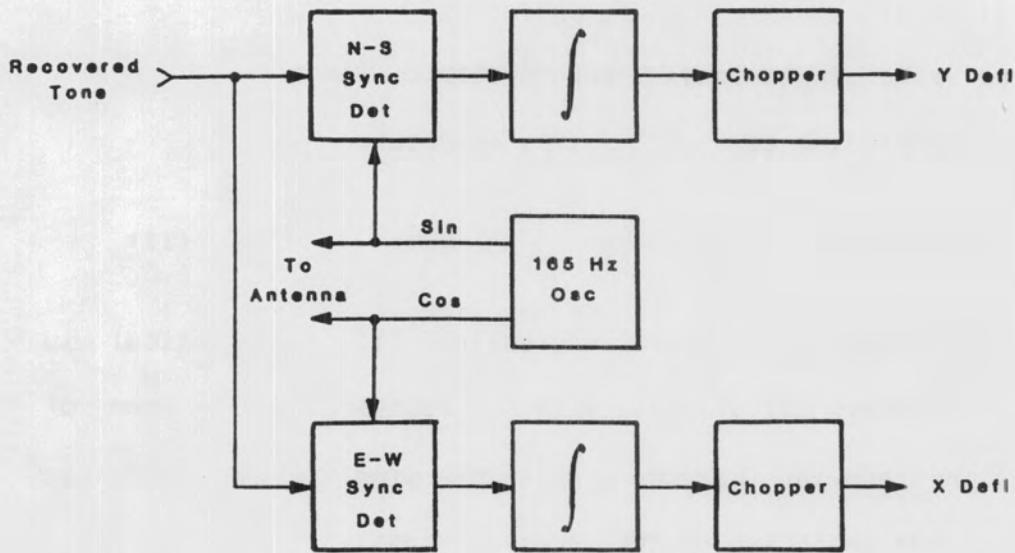 N-S
Sync
Det
∫
Chopper
Y Defl
Recovered
Tone
Sin
To
Antenna
Cos
165 Hz
Osc
E-W
Sync
Det
∫
Chopper
X Defl